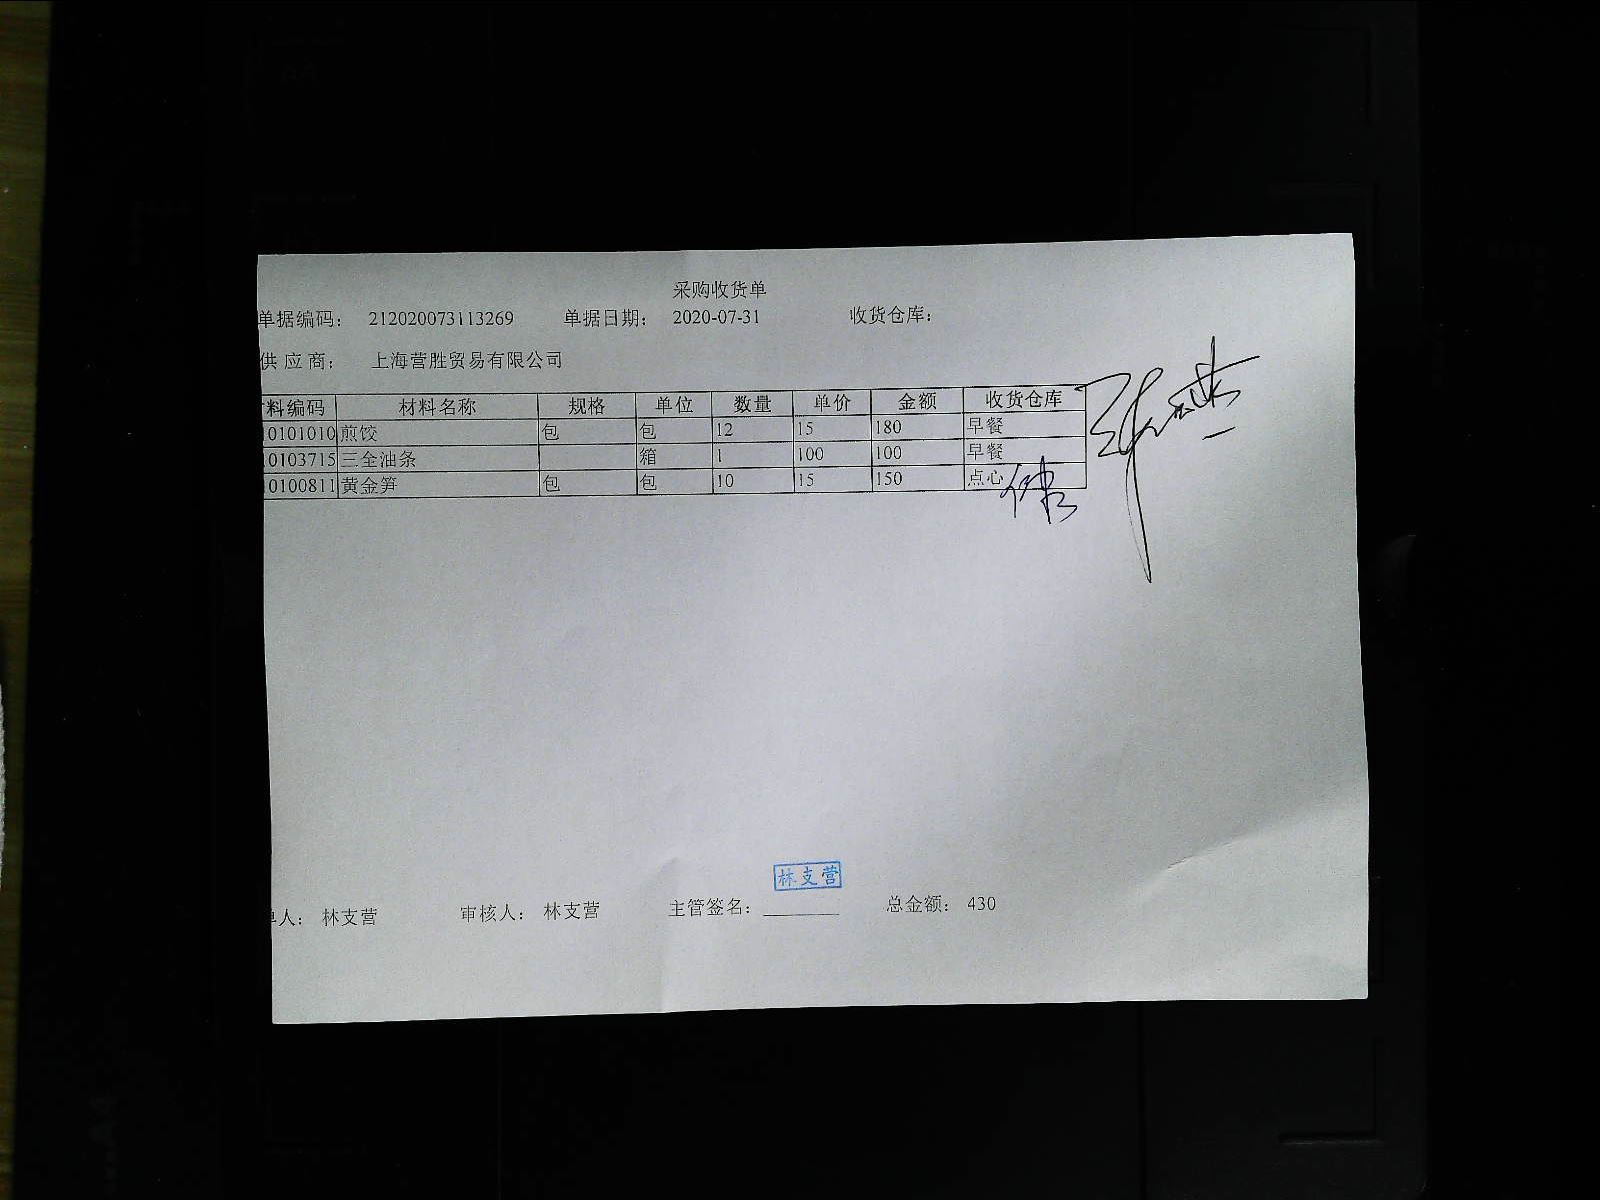 采购收货单
单据编码： 212020073113269 单据日期： 2020-07-31 收货仓库：
供应商： 上海营胜贸易有限公司
料编码 材料名称 规格 单位 数量 单价 金额 收货仓库
10101010 煎饺 包 包 12 15 180 早餐
10103715 三全油条 箱 1 100 100 早餐
10100811 黄金笋 包 包 10 15 150 点心
林支营
单人： 林支营 审核人： 林支营 主管签名： 总金额： 430